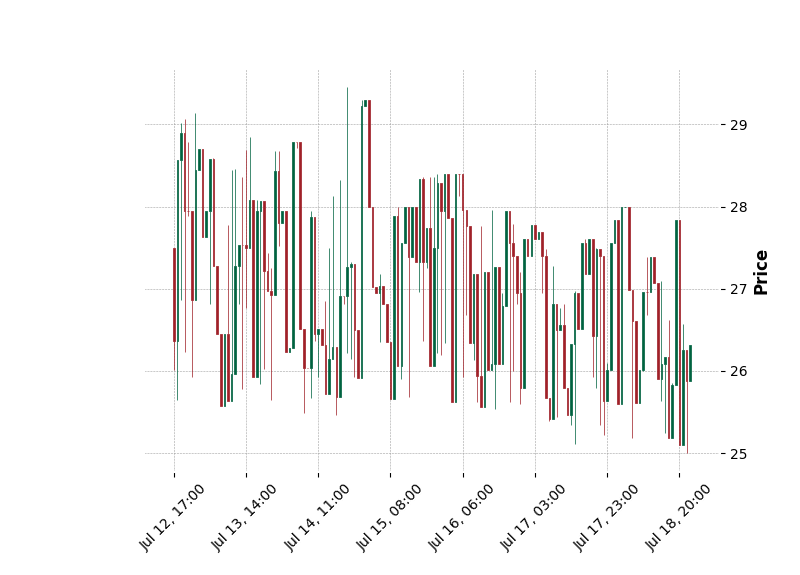 29
28
27
26
25
Price
Jul 12, 17:00
Jul 13, 14:00
Jul 14, 11:00
Jul 15, 08:00
Jul 16, 06:00
Jul 17, 03:00
Jul 17, 23:00
Jul 18, 20:00